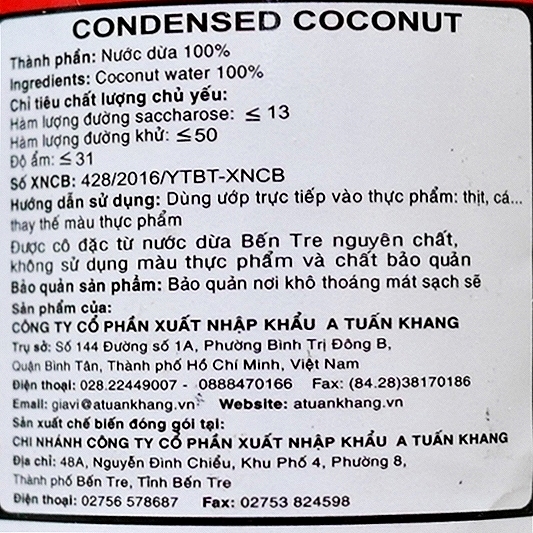 CONDENSED COCONUT
Thành phần: Nước dừa 100%
Ingredients: Coconut water 100%
Chỉ tiêu chất lượng chủ yếu:
Hàm lượng đường saccharose: ≤ 13
Hàm lượng đường khử: ≤50
Độ ẩm: ≤31
Số XNCB: 428/2016/YTBT-XNCB
Hướng dẫn sử dụng: Dùng ướp trực tiếp vào thực phẩm: thịt, cá...
thay thế màu thực phẩm
Được cô đặc từ nước dừa Bến Tre nguyên chất,
không sử dụng màu thực phẩm và chất bảo quản
Bảo quản sản phẩm: Bảo quản nơi khô thoáng mát sạch sẽ
Sản phẩm của:
CÔNG TY CỔ PHẦN XUẤT NHẬP KHẨU A TUẤN KHANG
Trụ sở: Số 144 Đường số 1A, Phường Bình Trị Đông B,
Quận Bình Tân, Thành phố Hồ Chí Minh, Việt Nam
Điện thoại: 028.22449007 - 0888470166 Fax: (84.28)38170186
Email: giavi@atuankhang.vn Website: atuankhang.vn
Sản xuất chế biến đóng gói tại:
CHI NHÁNH CÔNG TY CỔ PHẦN XUẤT NHẬP KHẨU A TUẤN KHANG
Địa chỉ: 48A, Nguyễn Đình Chiểu, Khu Phố 4, Phường 8,
Thành phố Bến Tre, Tỉnh Bến Tre
Điện thoại: 02756 578687 Fax: 02753 824598